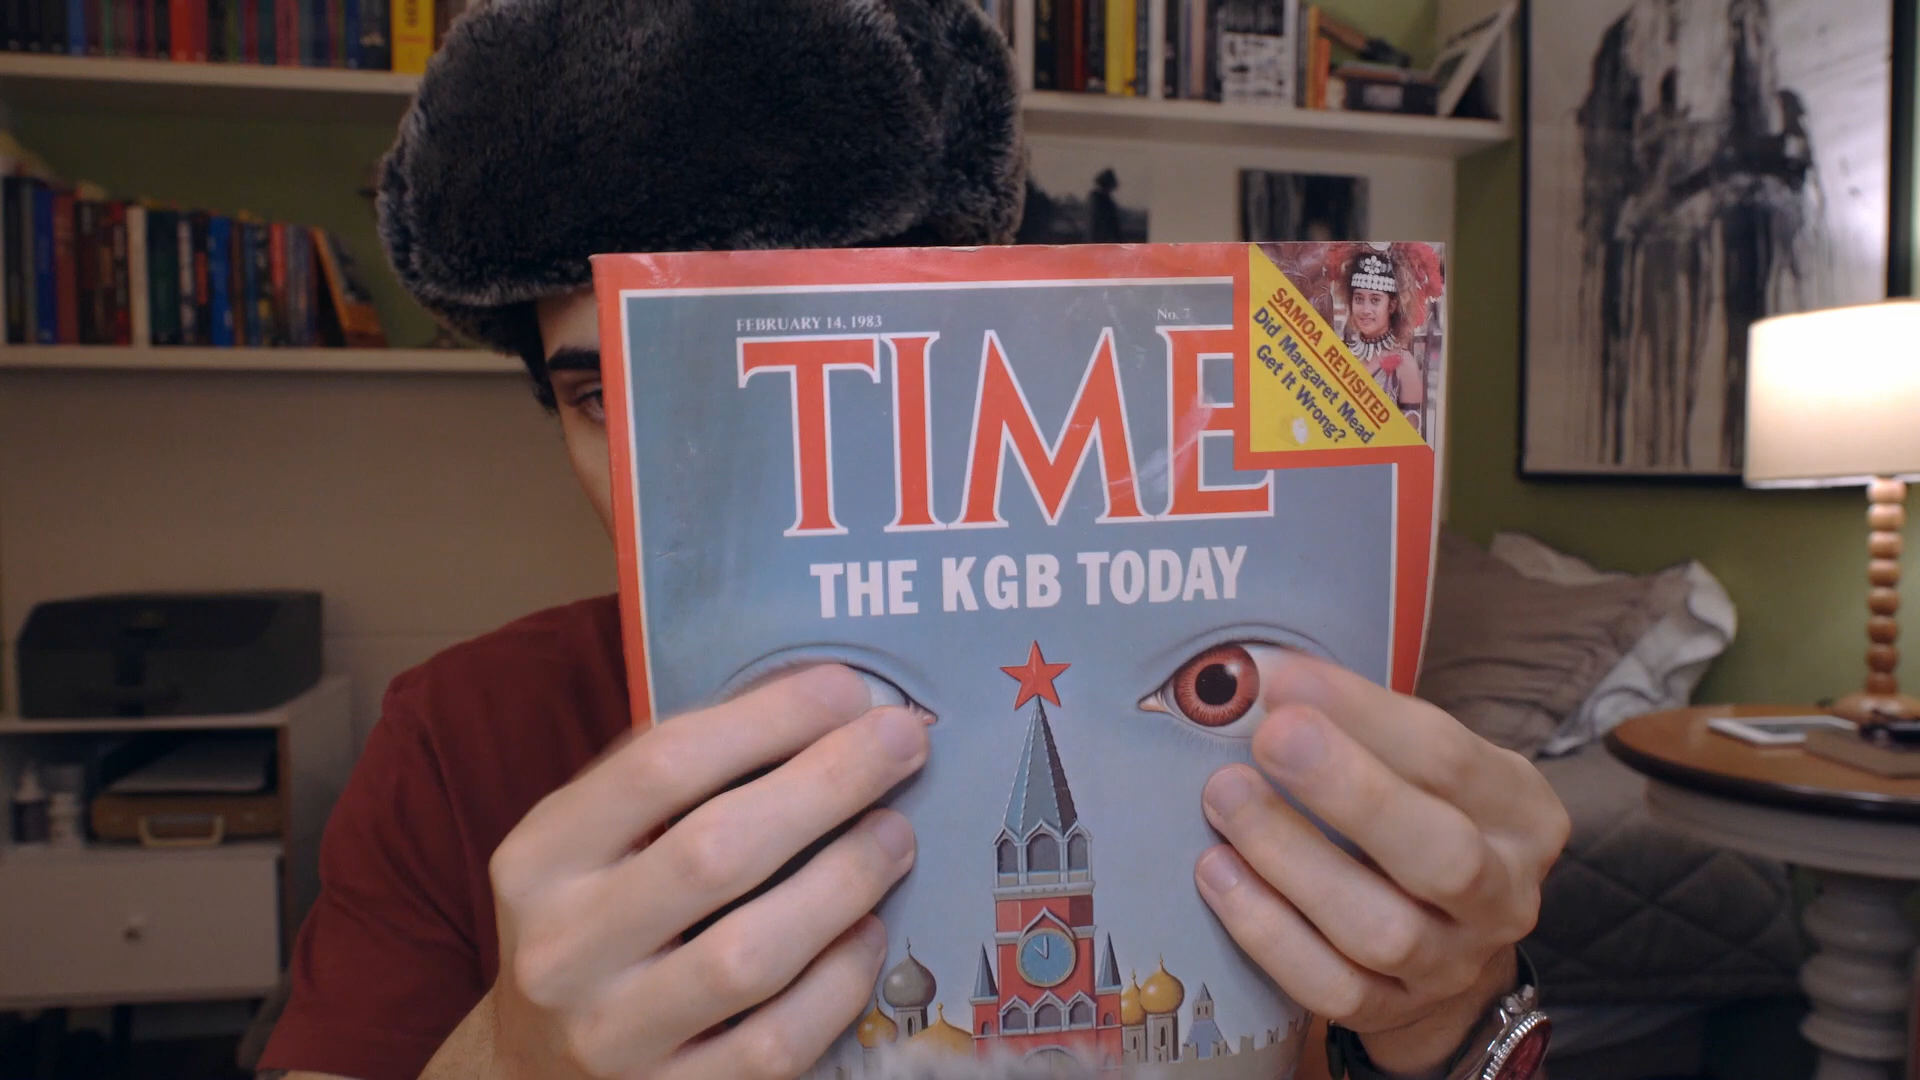 FEBRUARY 14, 1983
No. 7
TIME
SAMOA REVISITED
Did Margaret Mead
Get It Wrong?
THE KGB TODAY